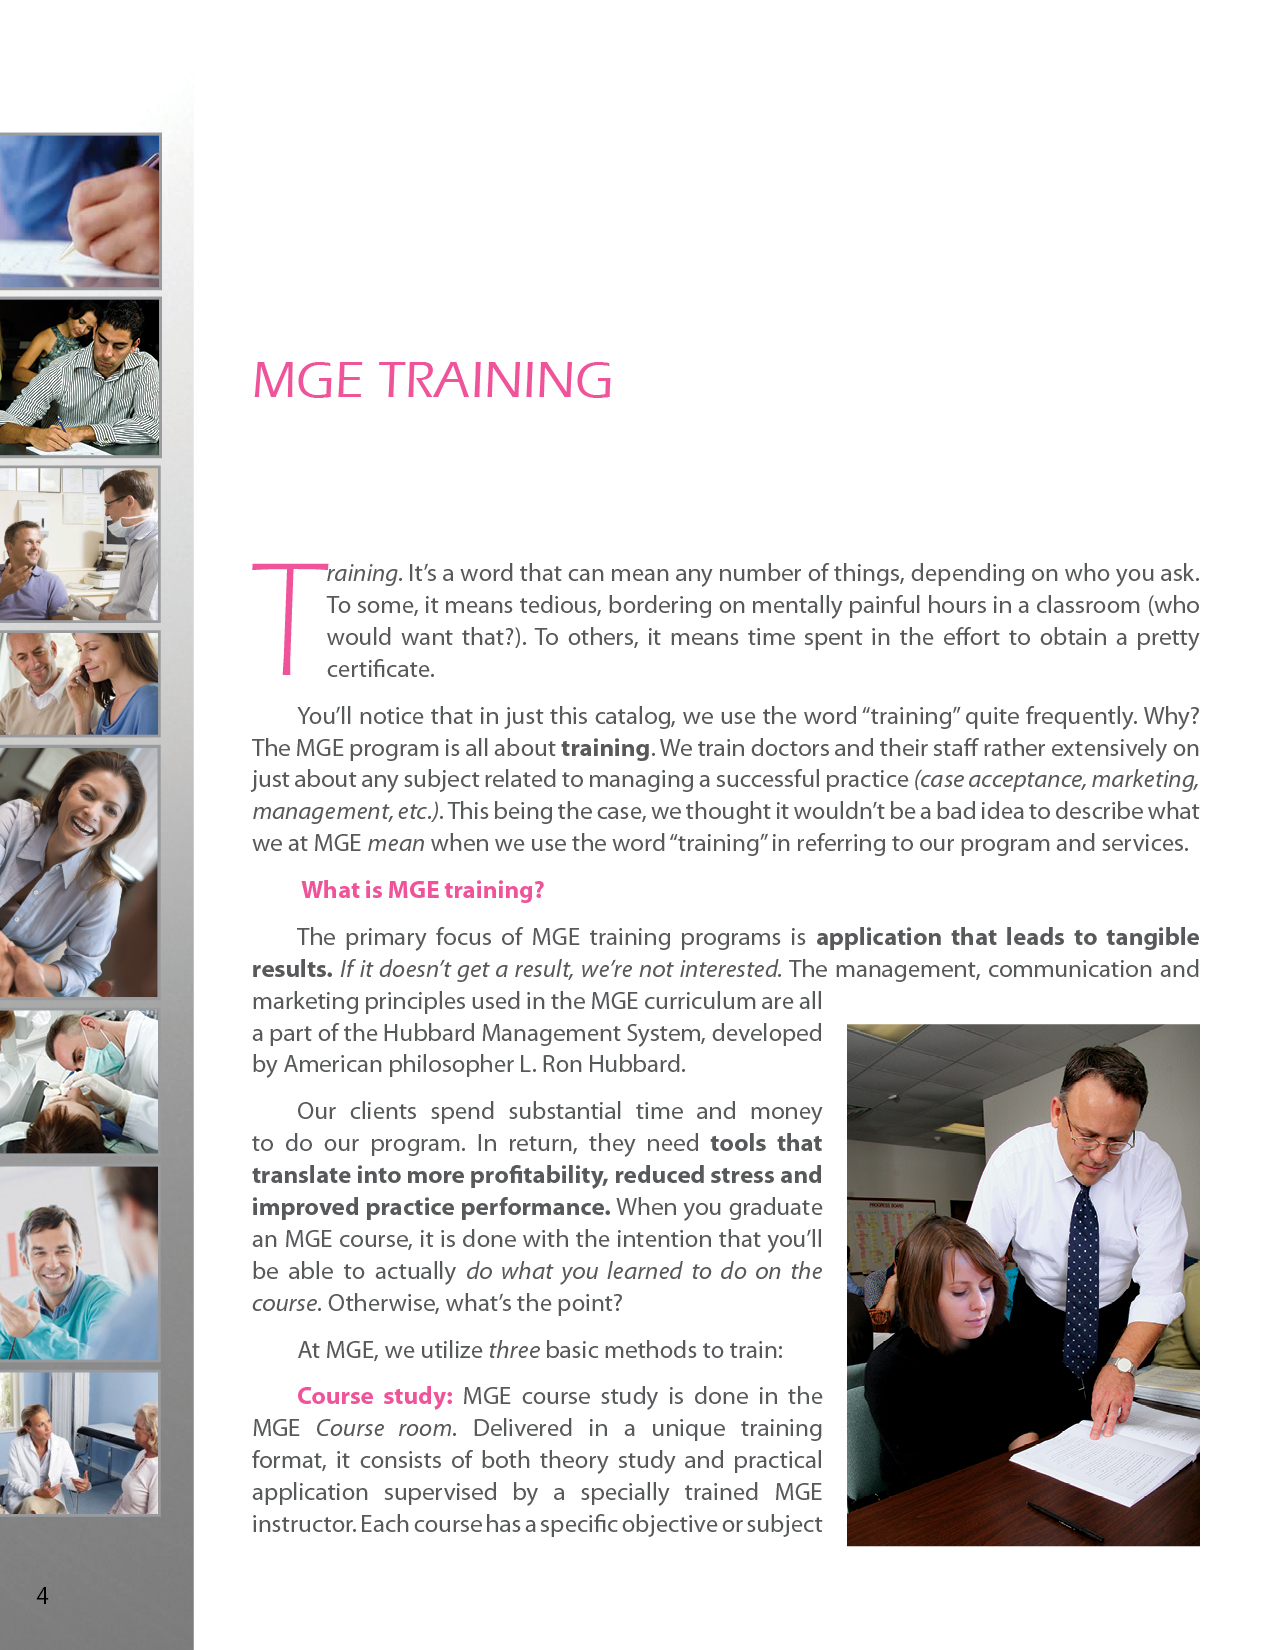 MGE TRAINING
Training. It’s a word that can mean any number of things, depending on who you ask.
To some, it means tedious, bordering on mentally painful hours in a classroom (who
would want that?). To others, it means time spent in the effort to obtain a pretty
certificate.
You’ll notice that in just this catalog, we use the word “training” quite frequently. Why?
The MGE program is all about training. We train doctors and their staff rather extensively on
just about any subject related to managing a successful practice (case acceptance, marketing,
management, etc.). This being the case, we thought it wouldn’t be a bad idea to describe what
we at MGE mean when we use the word “training” in referring to our program and services.
What is MGE training?
The primary focus of MGE training programs is application that leads to tangible
results. If it doesn’t get a result, we’re not interested. The management, communication and
marketing principles used in the MGE curriculum are all
a part of the Hubbard Management System, developed
by American philosopher L. Ron Hubbard.
Our clients spend substantial time and money
to do our program. In return, they need tools that
translate into more profitability, reduced stress and
improved practice performance. When you graduate
an MGE course, it is done with the intention that you’ll
be able to actually do what you learned to do on the
course. Otherwise, what’s the point?
At MGE, we utilize three basic methods to train:
Course study: MGE course study is done in the
MGE Course room. Delivered in a unique training
format, it consists of both theory study and practical
application supervised by a specially trained MGE
instructor. Each course has a specific objective or subject
PROGRESS BOARD
4